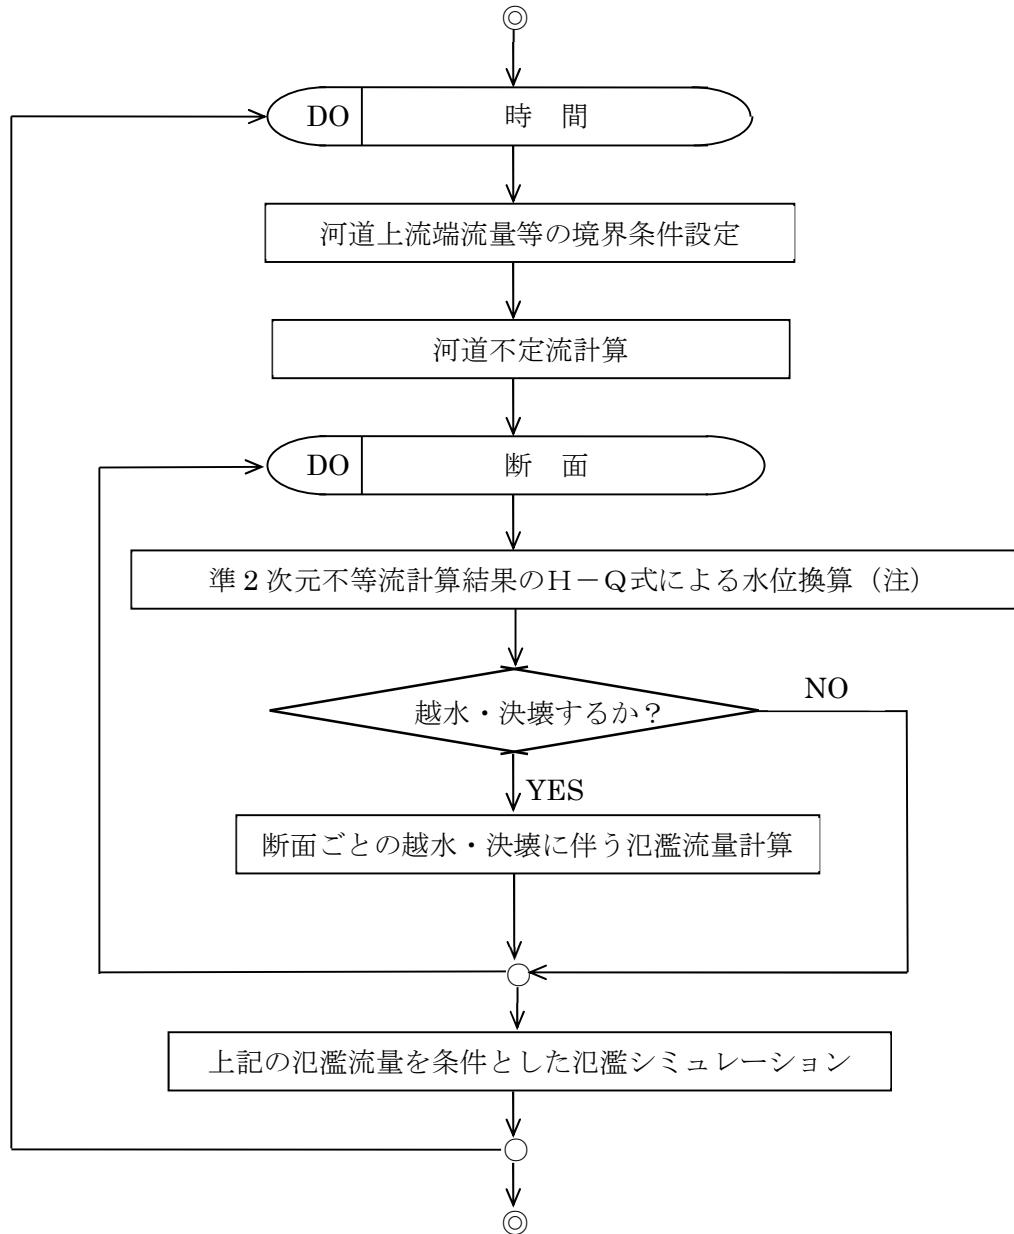 DO 時　間
河道上流端流量等の境界条件設定
河道不定流計算
DO 断　面
準2次元不等流計算結果のH－Q式による水位換算（注）
越水・決壊するか？
NO
YES
断面ごとの越水・決壊に伴う氾濫流量計算
上記の氾濫流量を条件とした氾濫シミュレーション